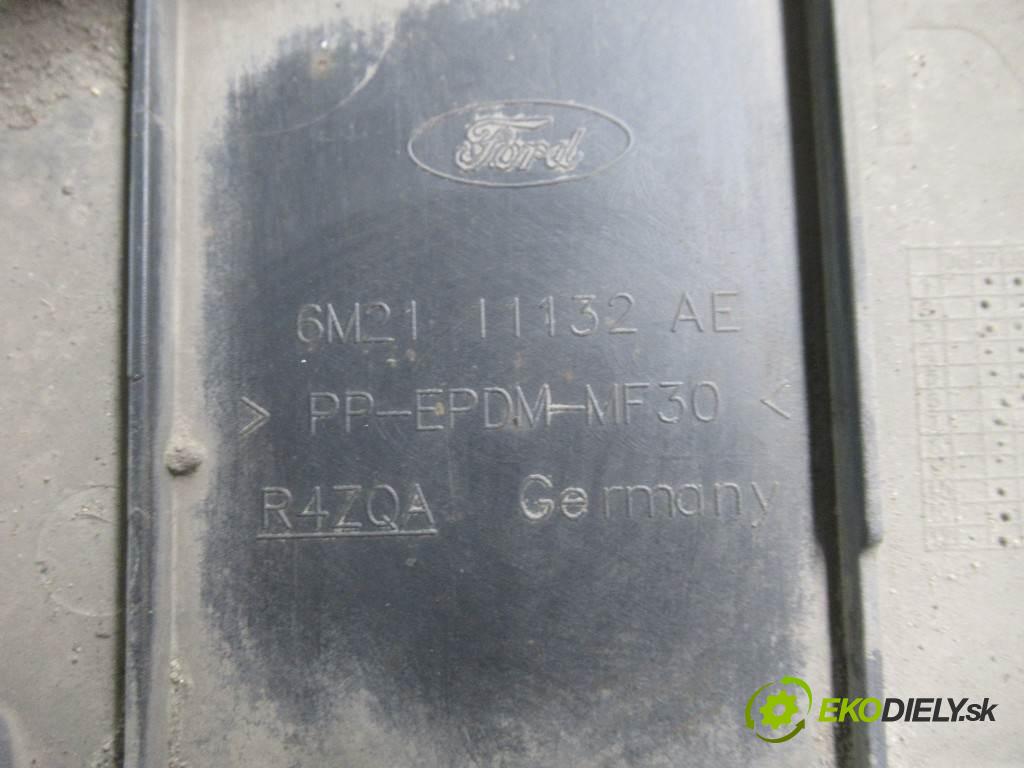 Ford
6M21 11132 AE
> PP-EPDM-MF30 <
R4ZQA Germany
EKODIELY.sk